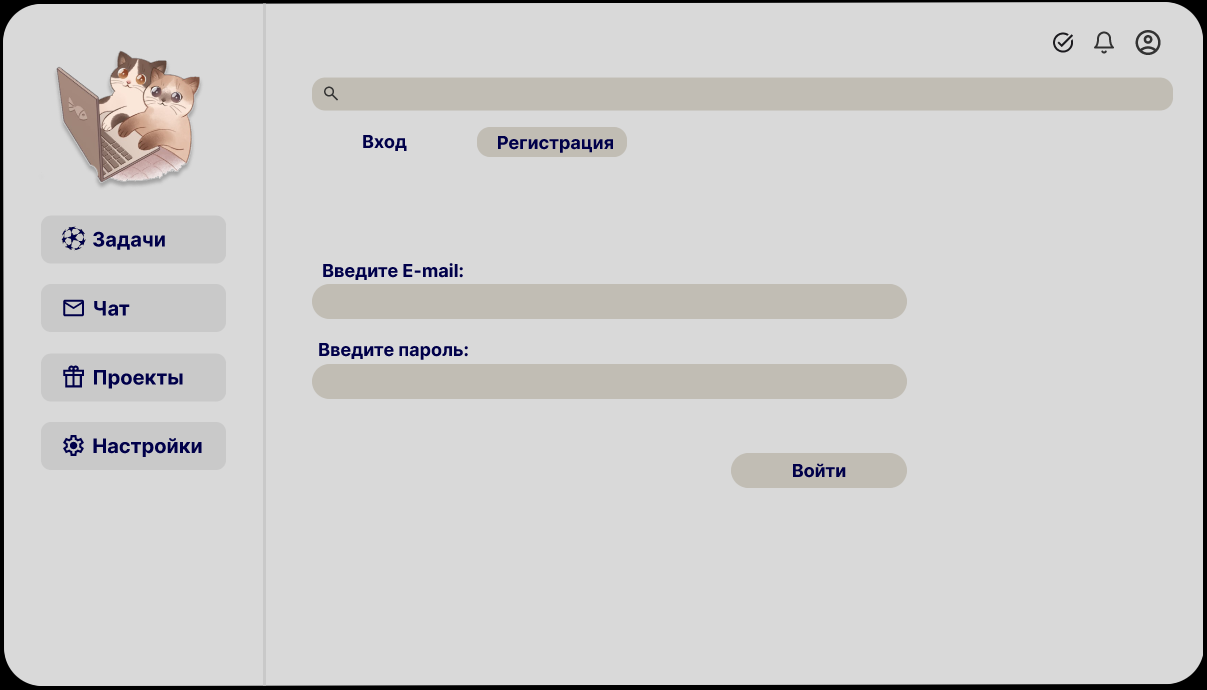 Вход
Регистрация
Задачи
Чат
Проекты
Настройки
Введите E-mail:
Введите пароль:
Войти